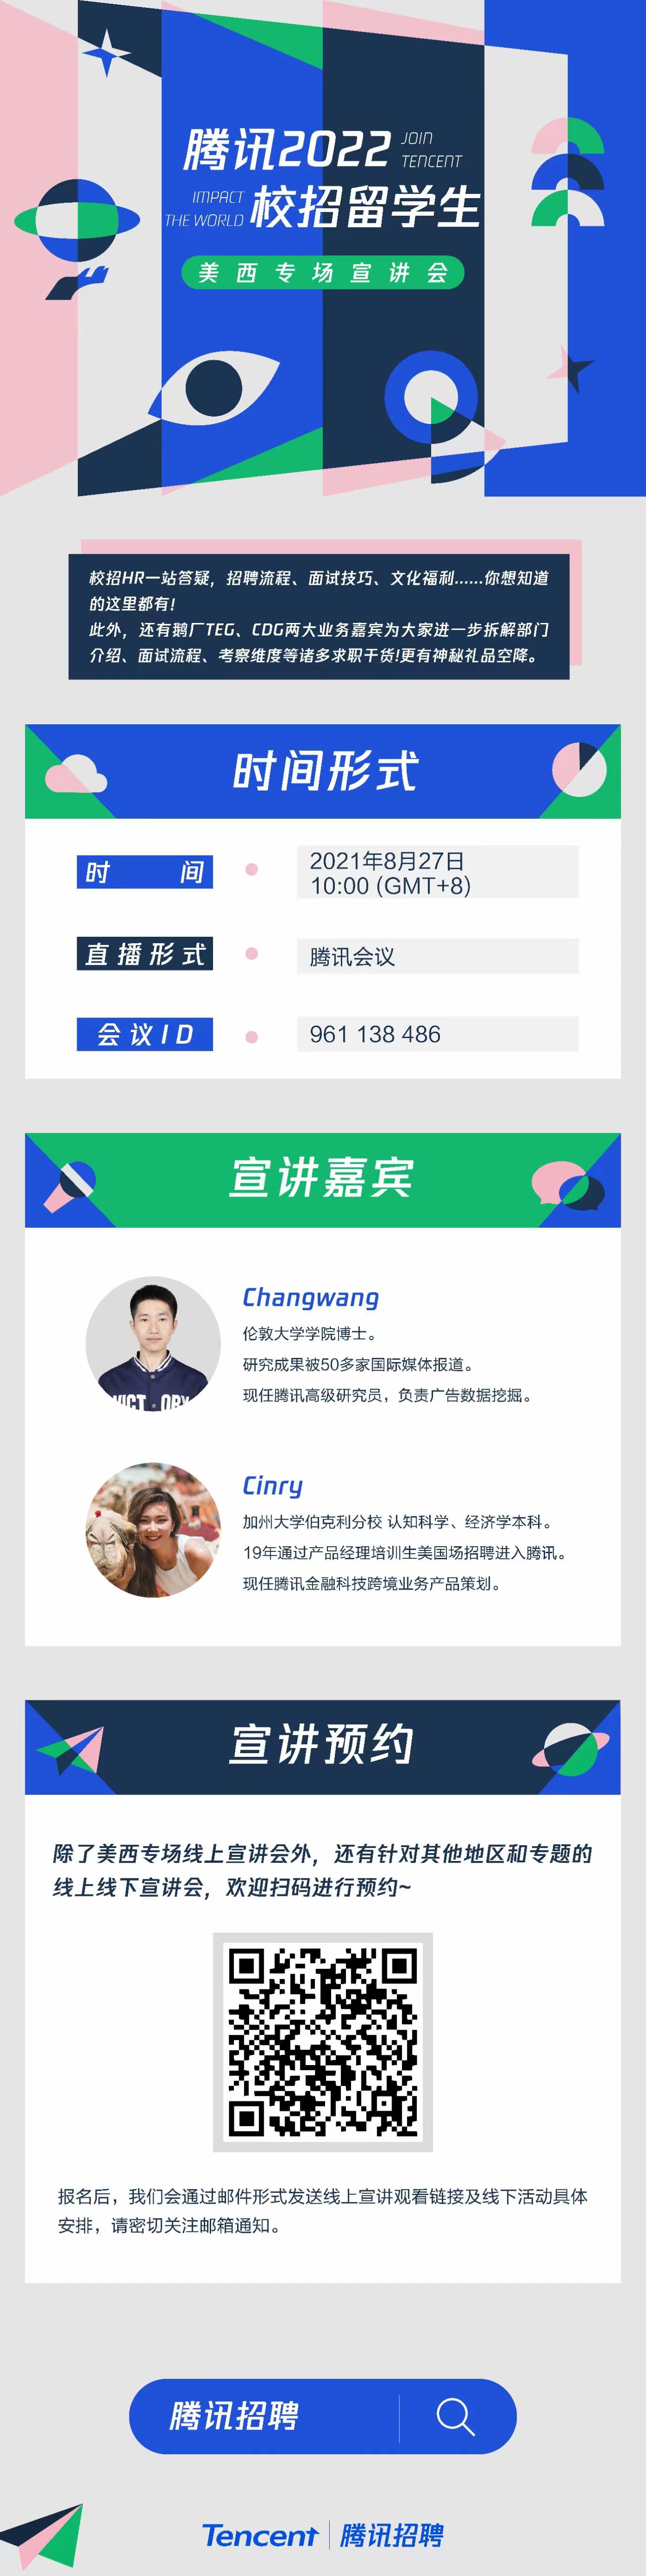 腾讯2022
JOIN
TENCENT
IMPACT
THE WORLD
校招留学生
美西专场宣讲会
校招HR一站答疑，招聘流程、面试技巧、文化福利......你想知道
的这里都有!
此外，还有鹅厂TEG、CDG两大业务嘉宾为大家进一步拆解部门
介绍、面试流程、考察维度等诸多求职干货!更有神秘礼品空降。
时间形式
时间
2021年8月27日
10:00 (GMT+8)
直播形式
腾讯会议
会议ID
961 138 486
宣讲嘉宾
Changwang
伦敦大学学院博士。
研究成果被50多家国际媒体报道。
现任腾讯高级研究员，负责广告数据挖掘。
Cinry
加州大学伯克利分校 认知科学、经济学本科。
19年通过产品经理培训生美国场招聘进入腾讯。
现任腾讯金融科技跨境业务产品策划。
宣讲预约
除了美西专场线上宣讲会外，还有针对其他地区和专题的
线上线下宣讲会，欢迎扫码进行预约~
报名后，我们会通过邮件形式发送线上宣讲观看链接及线下活动具体
安排，请密切关注邮箱通知。
腾讯招聘
Tencent 腾讯招聘